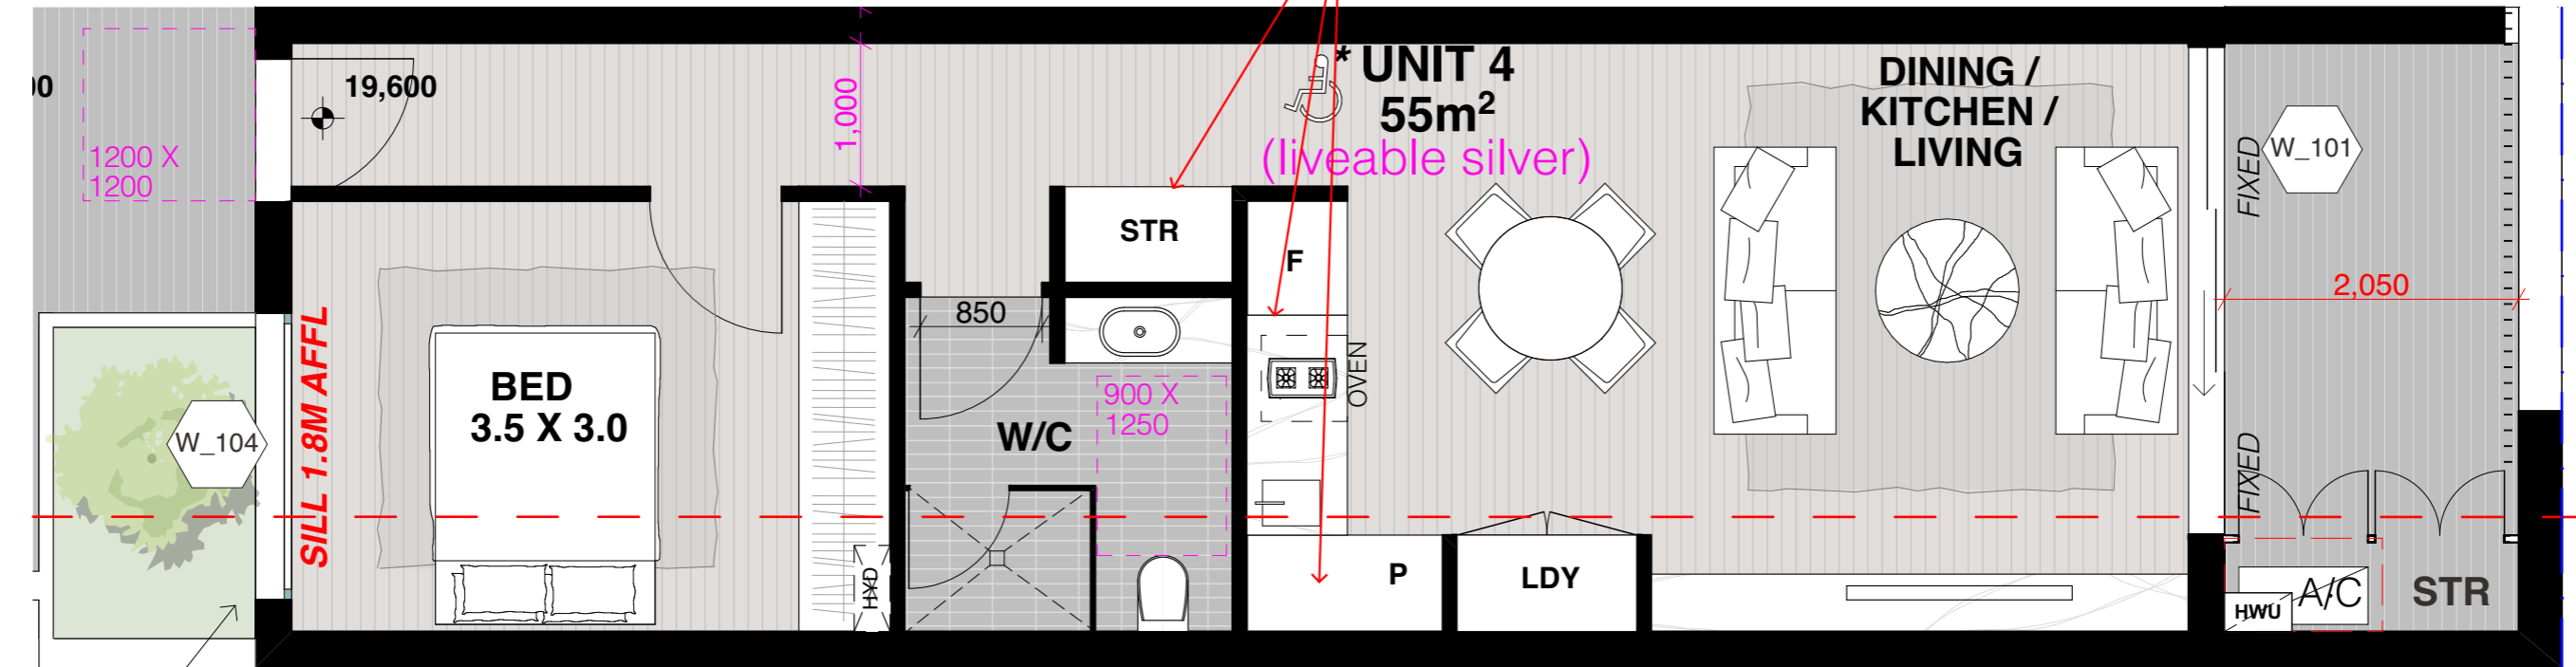 00
1200 X
1200
19,600
1,000
* UNIT 4
55m²
(liveable silver)
DINING /
KITCHEN /
LIVING
FIXED
W_101
2,050
STR
F
850
OVEN
SILL 1.8M AFFL
BED
3.5 X 3.0
W_104
W/C
900 X
1250
FIXED
HYD
P
LDY
A/C
HWU
STR